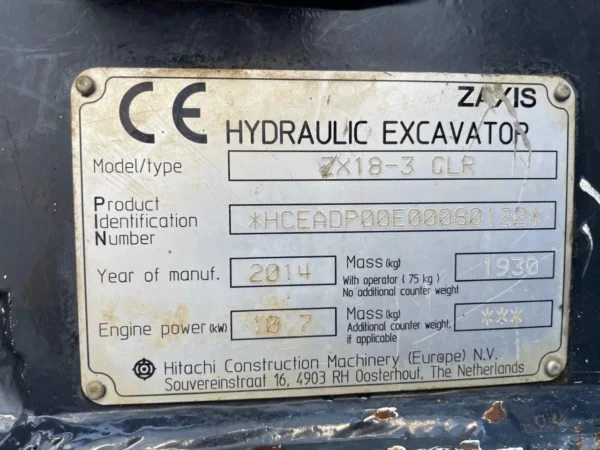 CE
ZAXIS
HYDRAULIC EXCAVATOR
Model/type ZX18-3 CLR
Product
Identification *HCEADP00E00080122*
Number
Year of manuf. 2014
Mass(kg) 1930
With operator (75 kg)
No additional counter weight
Engine power(kW) 10.7
Mass(kg) ***
Additional counter weight,
if applicable
Hitachi Construction Machinery (Europe) N.V.
Souvereinstraat 16, 4903 RH Oosterhout, The Netherlands